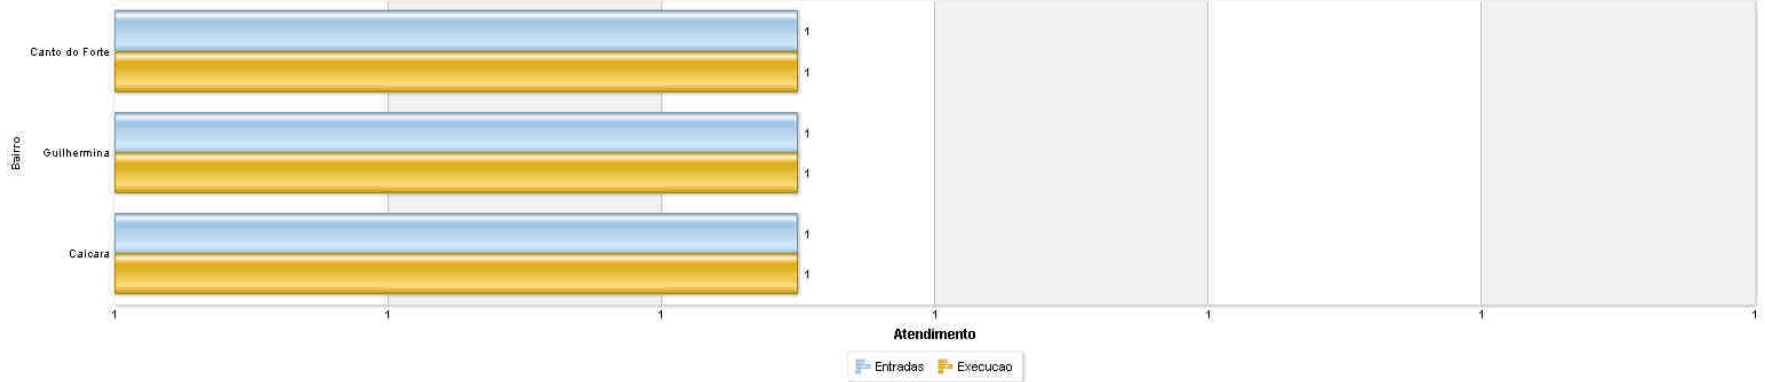 Bairro
Canto do Forte
1
1
Guilhermina
1
1
Caicara
1
1
1 1 1 1 1 1 1
Atendimento
Entradas Execucao